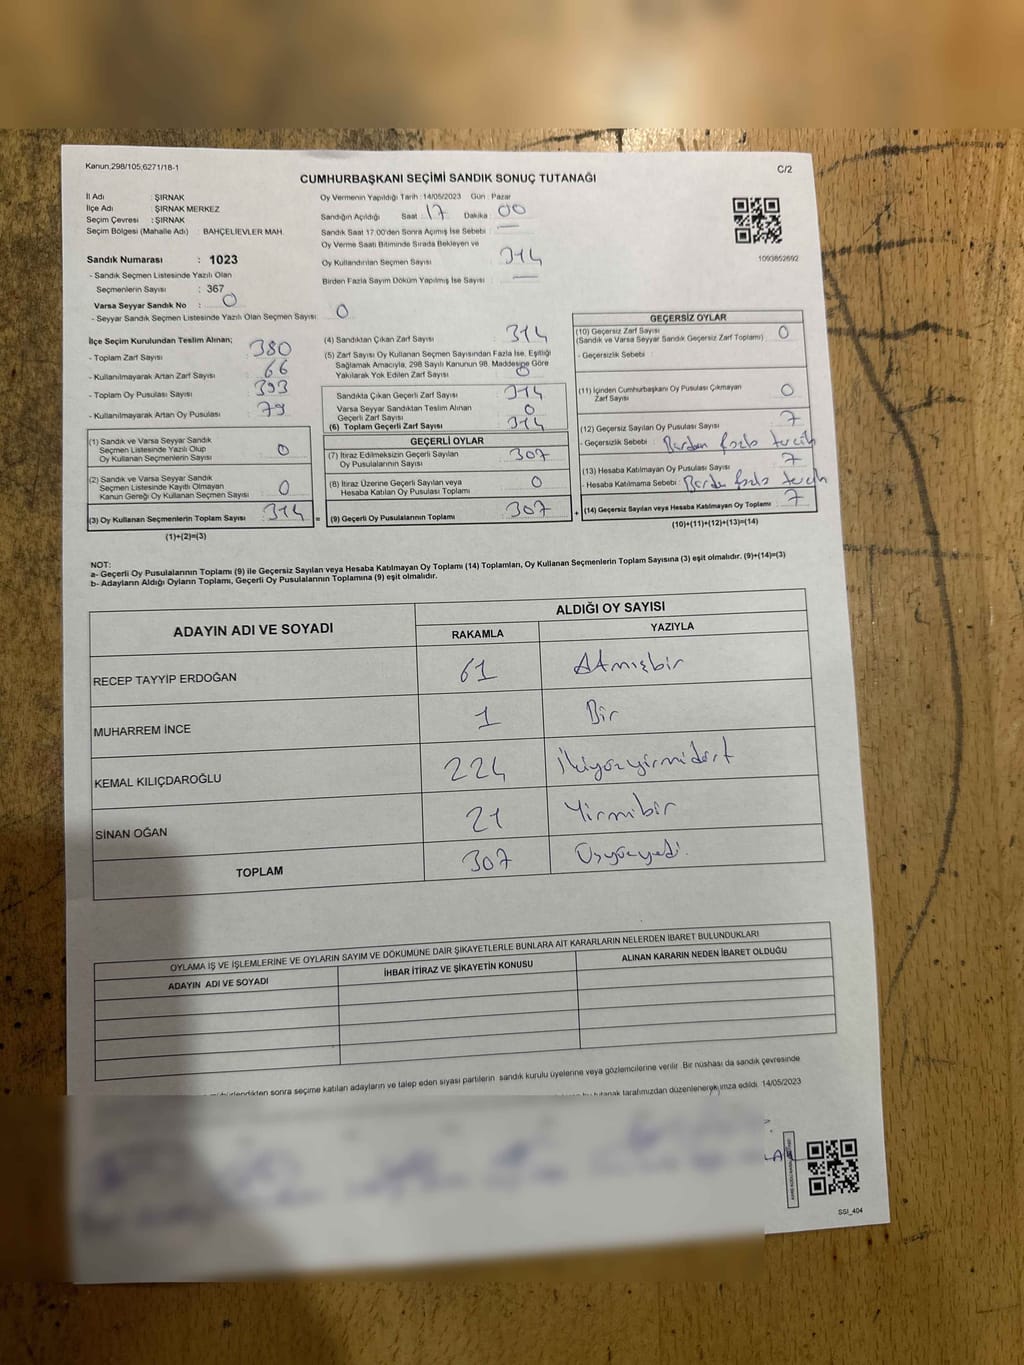 Kanun:298/105,6271/18-1
C/2
CUMHURBAŞKANI SEÇİMİ SANDIK SONUÇ TUTANAĞI
İl Adı : ŞIRNAK
İlçe Adı : ŞIRNAK MERKEZ
Seçim Çevresi : ŞIRNAK
Seçim Bölgesi (Mahalle Adı) : BAHÇELİEVLER MAH.
Sandık Numarası : 1023
- Sandık Seçmen Listesinde Yazılı Olan
Seçmenlerin Sayısı : 367
Varsa Seyyar Sandık No : 0
- Seyyar Sandık Seçmen Listesinde Yazılı Olan Seçmen Sayısı: 0
Oy Vermenin Yapıldığı Tarih : 14/05/2023 Gün : Pazar
Sandığın Açıldığı Saat : 17 Dakika : 00
Sandık Saat 17:00'den Sonra Açılmış İse Sebebi : —
Oy Verme Saati Bitiminde Sırada Bekleyen ve
Oy Kullandırılan Seçmen Sayısı : 314
Birden Fazla Sayım Döküm Yapılmış İse Sayısı : —
1093852692
İlçe Seçim Kurulundan Teslim Alınan;
- Toplam Zarf Sayısı : 380
- Kullanılmayarak Artan Zarf Sayısı : 66
- Toplam Oy Pusulası Sayısı : 393
- Kullanılmayarak Artan Oy Pusulası : 79
(1) Sandık ve Varsa Seyyar Sandık
Seçmen Listesinde Yazılı Olup
Oy Kullanan Seçmenlerin Sayısı 0
(2) Sandık ve Varsa Seyyar Sandık
Seçmen Listesinde Kayıtlı Olmayan
Kanun Gereği Oy Kullanan Seçmen Sayısı 0
(3) Oy Kullanan Seçmenlerin Toplam Sayısı 314
(1)+(2)=(3)
(4) Sandıktan Çıkan Zarf Sayısı : 314
(5) Zarf Sayısı Oy Kullanan Seçmen Sayısından Fazla İse, Eşitliği
Sağlamak Amacıyla, 298 Sayılı Kanunun 98. Maddesine Göre
Yakılarak Yok Edilen Zarf Sayısı : 0
Sandıkta Çıkan Geçerli Zarf Sayısı : 314
Varsa Seyyar Sandıktan Teslim Alınan
Geçerli Zarf Sayısı : 0
(6) Toplam Geçerli Zarf Sayısı : 314
GEÇERLİ OYLAR
(7) İtiraz Edilmeksizin Geçerli Sayılan
Oy Pusulalarının Sayısı 307
(8) İtiraz Üzerine Geçerli Sayılan veya
Hesaba Katılan Oy Pusulası Toplamı 0
= (9) Geçerli Oy Pusulalarının Toplamı 307
GEÇERSİZ OYLAR
(10) Geçersiz Zarf Sayısı
(Sandık ve Varsa Seyyar Sandık Geçersiz Zarf Toplamı) : 0
- Geçersizlik Sebebi :
(11) İçinden Cumhurbaşkanı Oy Pusulası Çıkmayan
Zarf Sayısı 0
(12) Geçersiz Sayılan Oy Pusulası Sayısı : 7
- Geçersizlik Sebebi : Birden fazla tercih
(13) Hesaba Katılmayan Oy Pusulası Sayısı : 7
- Hesaba Katılmama Sebebi : Birden fazla tercih
+ (14) Geçersiz Sayılan veya Hesaba Katılmayan Oy Toplamı 7
(10)+(11)+(12)+(13)=(14)
NOT:
a- Geçerli Oy Pusulalarının Toplamı (9) ile Geçersiz Sayılan veya Hesaba Katılmayan Oy Toplamı (14) Toplamları, Oy Kullanan Seçmenlerin Toplam Sayısına (3) eşit olmalıdır. (9)+(14)=(3)
b- Adayların Aldığı Oyların Toplamı, Geçerli Oy Pusulalarının Toplamına (9) eşit olmalıdır.
ADAYIN ADI VE SOYADI
ALDIĞI OY SAYISI
RAKAMLA YAZIYLA
RECEP TAYYİP ERDOĞAN 61 Atmışbir
MUHARREM İNCE 1 Bir
KEMAL KILIÇDAROĞLU 224 İkiyüzyirmidört
SİNAN OĞAN 21 Yirmibir
TOPLAM 307 Üçyüzyedi.
OYLAMA İŞ VE İŞLEMLERİNE VE OYLARIN SAYIM VE DÖKÜMÜNE DAİR ŞİKAYETLERLE BUNLARA AİT KARARLARIN NELERDEN İBARET BULUNDUKLARI
ADAYIN ADI VE SOYADI İHBAR İTİRAZ VE ŞİKAYETİN KONUSU ALINAN KARARIN NEDEN İBARET OLDUĞU
sonra seçime katılan adayların ve talep eden siyasi partilerin sandık kurulu üyelerine veya gözlemcilerine verilir. Bir nüshası da sandık çevresinde
tutanak tarafımızdan düzenlenerek imza edildi. 14/05/2023
SSI_404